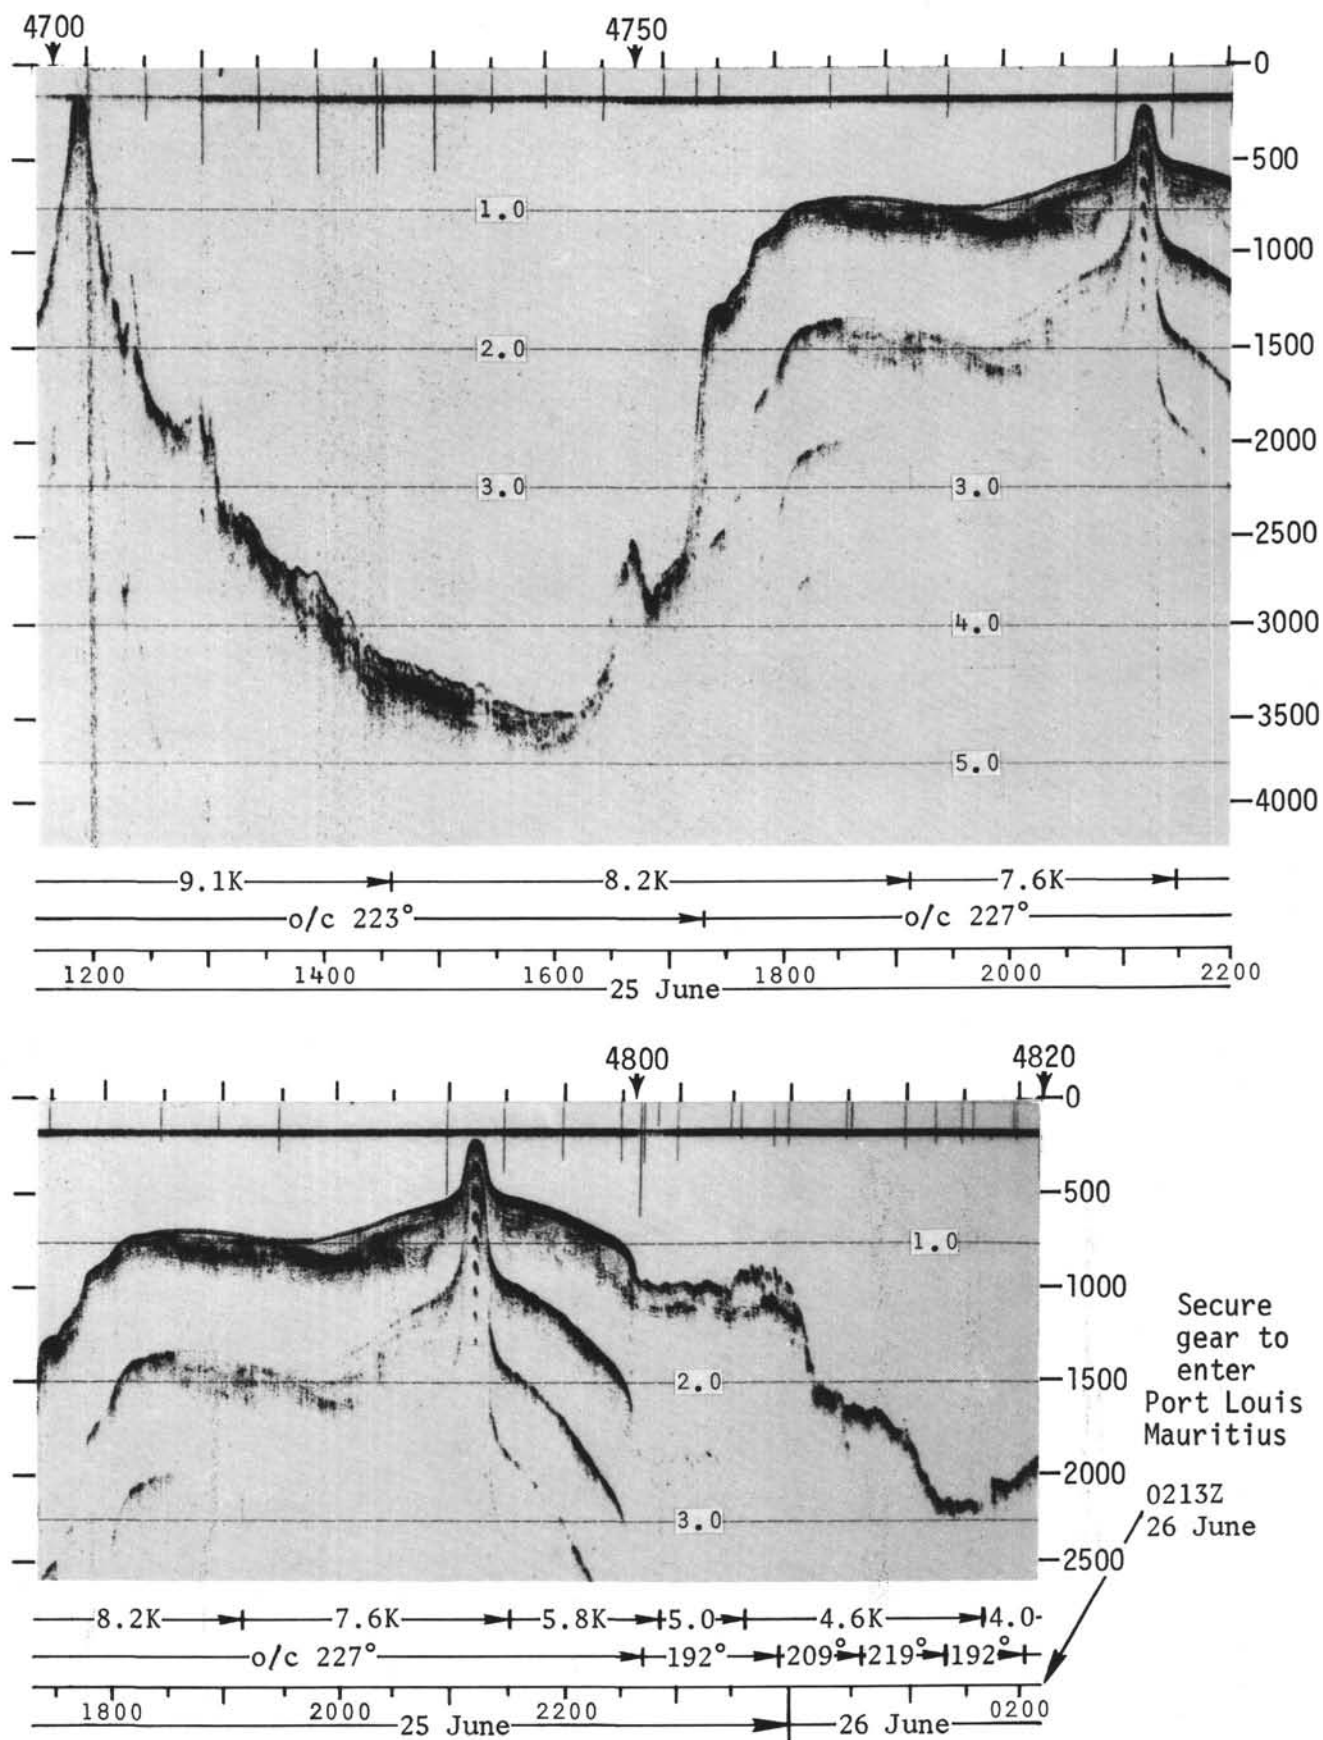 4700 4750
0
500
1.0
1000
2.0 1500
2000
3.0 3.0
2500
4.0 3000
3500
5.0
4000
9.1K 8.2K 7.6K
o/c 223° o/c 227°
1200 1400 1600 1800 2000 2200
25 June
4800 4820
0
500
1.0
1000
Secure
gear to
enter
Port Louis
Mauritius
2.0 1500
2000
0213Z
26 June
3.0
2500
8.2K 7.6K 5.8K 5.0 4.6K 4.0
o/c 227° 192° 209° 219° 192°
1800 2000 2200 0200
25 June 26 June